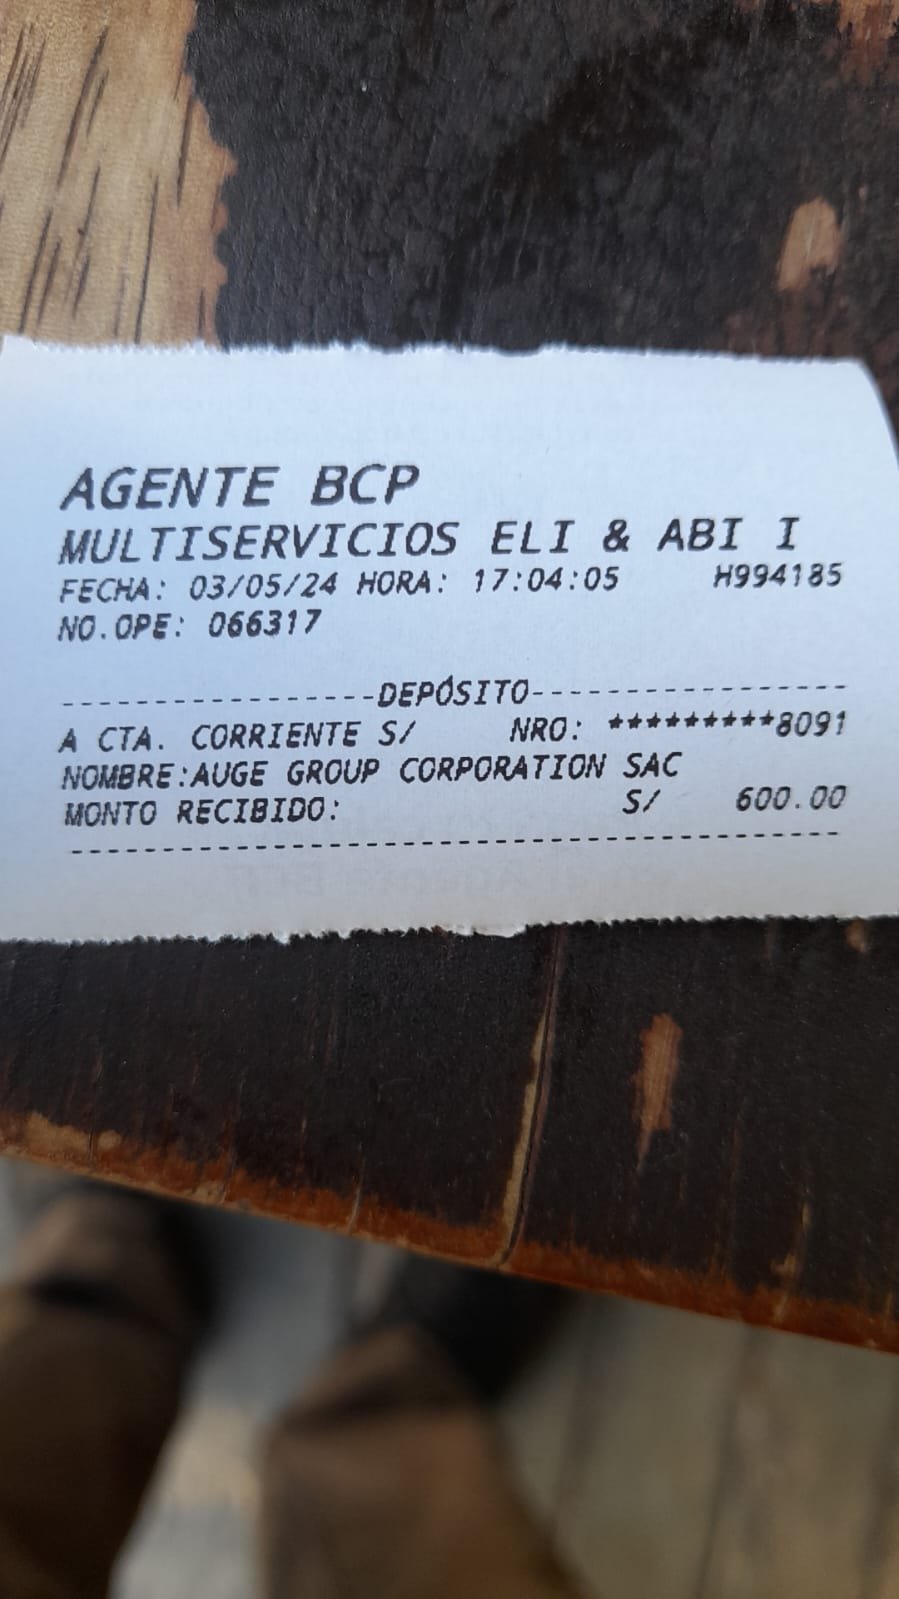 AGENTE BCP
MULTISERVICIOS ELI & ABI I
FECHA: 03/05/24 HORA: 17:04:05 H994185
NO.OPE: 066317
-----------------DEPÓSITO-----------------
A CTA. CORRIENTE S/ NRO: *********8091
NOMBRE:AUGE GROUP CORPORATION SAC
MONTO RECIBIDO: S/ 600.00
------------------------------------------